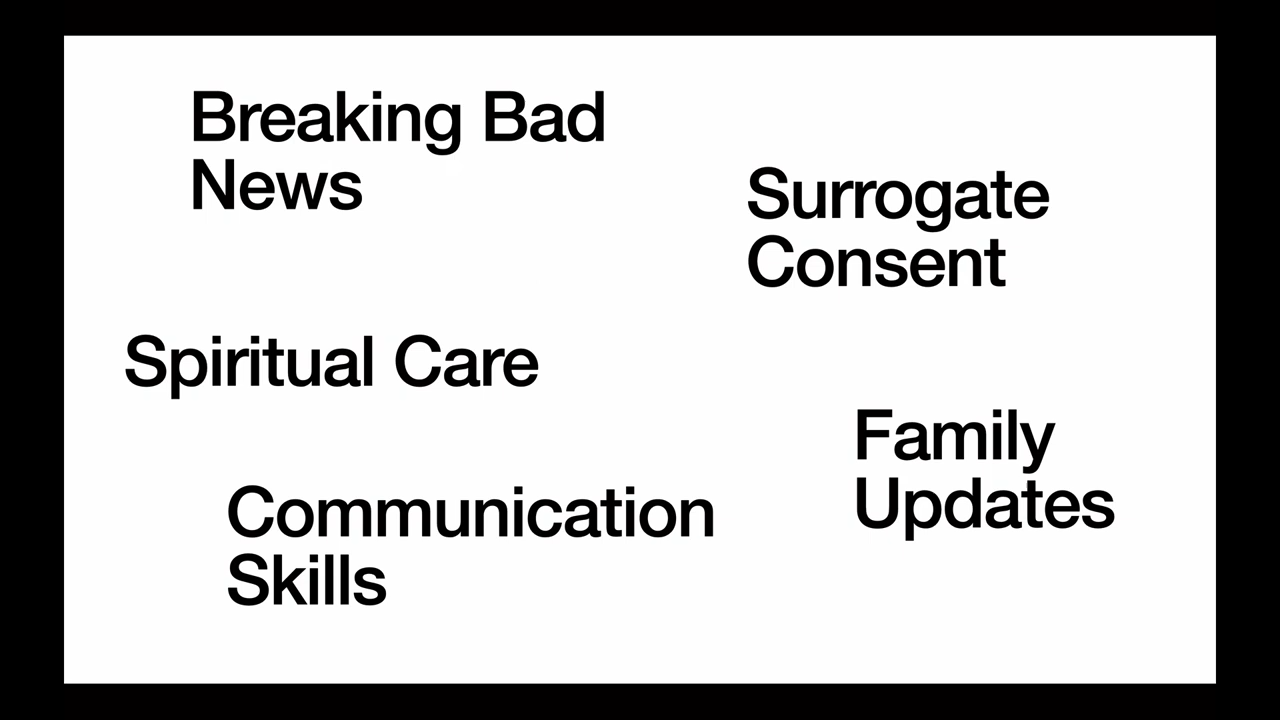 Breaking Bad
News
Surrogate
Consent
Spiritual Care
Family
Updates
Communication
Skills